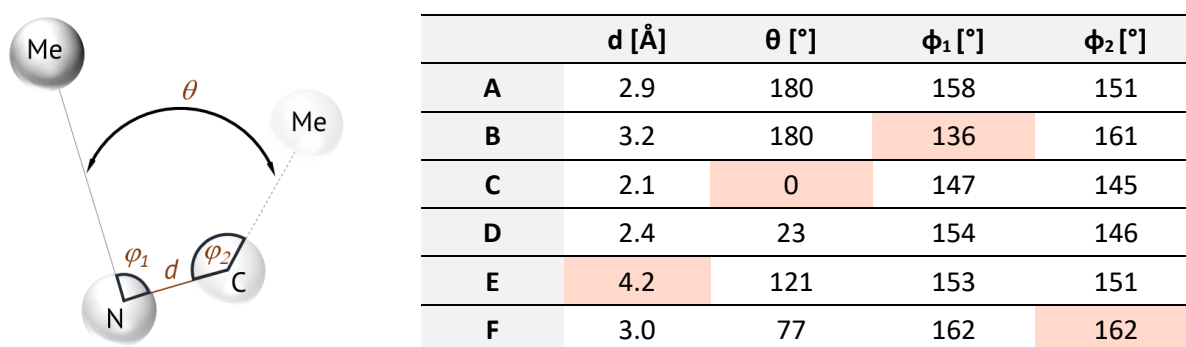 Me
θ
Me
φ₁
d
φ₂
C
N
d [Å] θ [°] ϕ₁ [°] ϕ₂ [°]
A 2.9 180 158 151
B 3.2 180 136 161
C 2.1 0 147 145
D 2.4 23 154 146
E 4.2 121 153 151
F 3.0 77 162 162